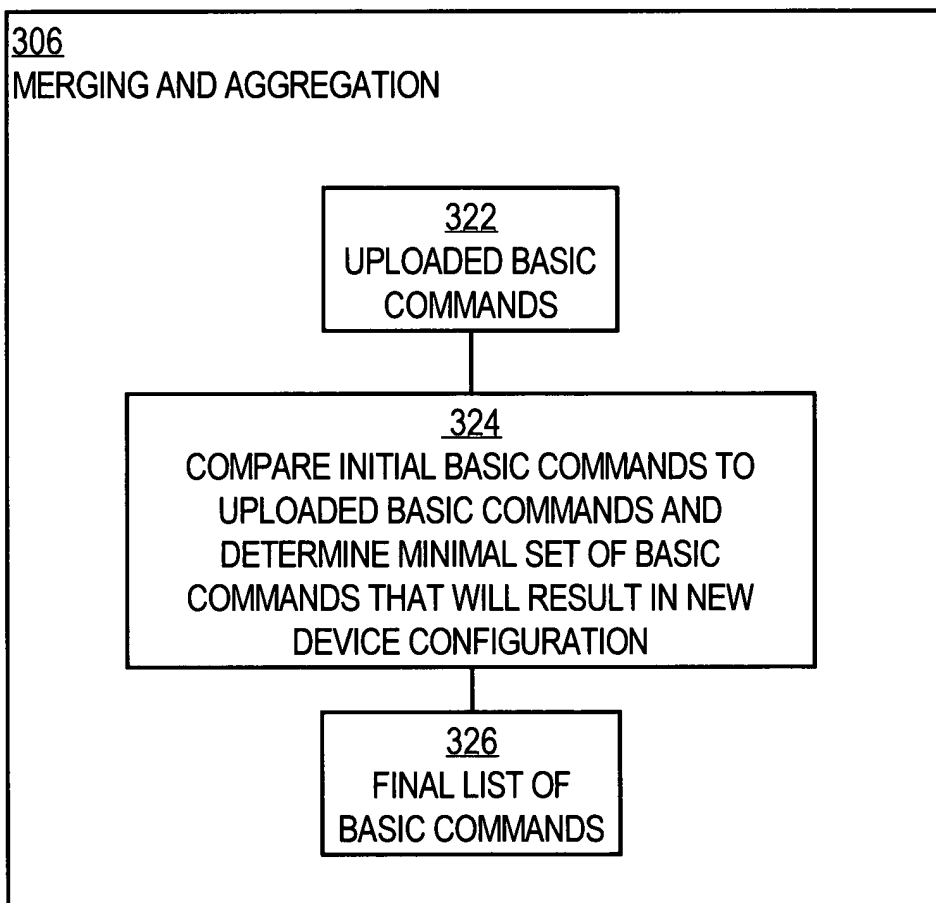 306
MERGING AND AGGREGATION
322
UPLOADED BASIC
COMMANDS
324
COMPARE INITIAL BASIC COMMANDS TO
UPLOADED BASIC COMMANDS AND
DETERMINE MINIMAL SET OF BASIC
COMMANDS THAT WILL RESULT IN NEW
DEVICE CONFIGURATION
326
FINAL LIST OF
BASIC COMMANDS